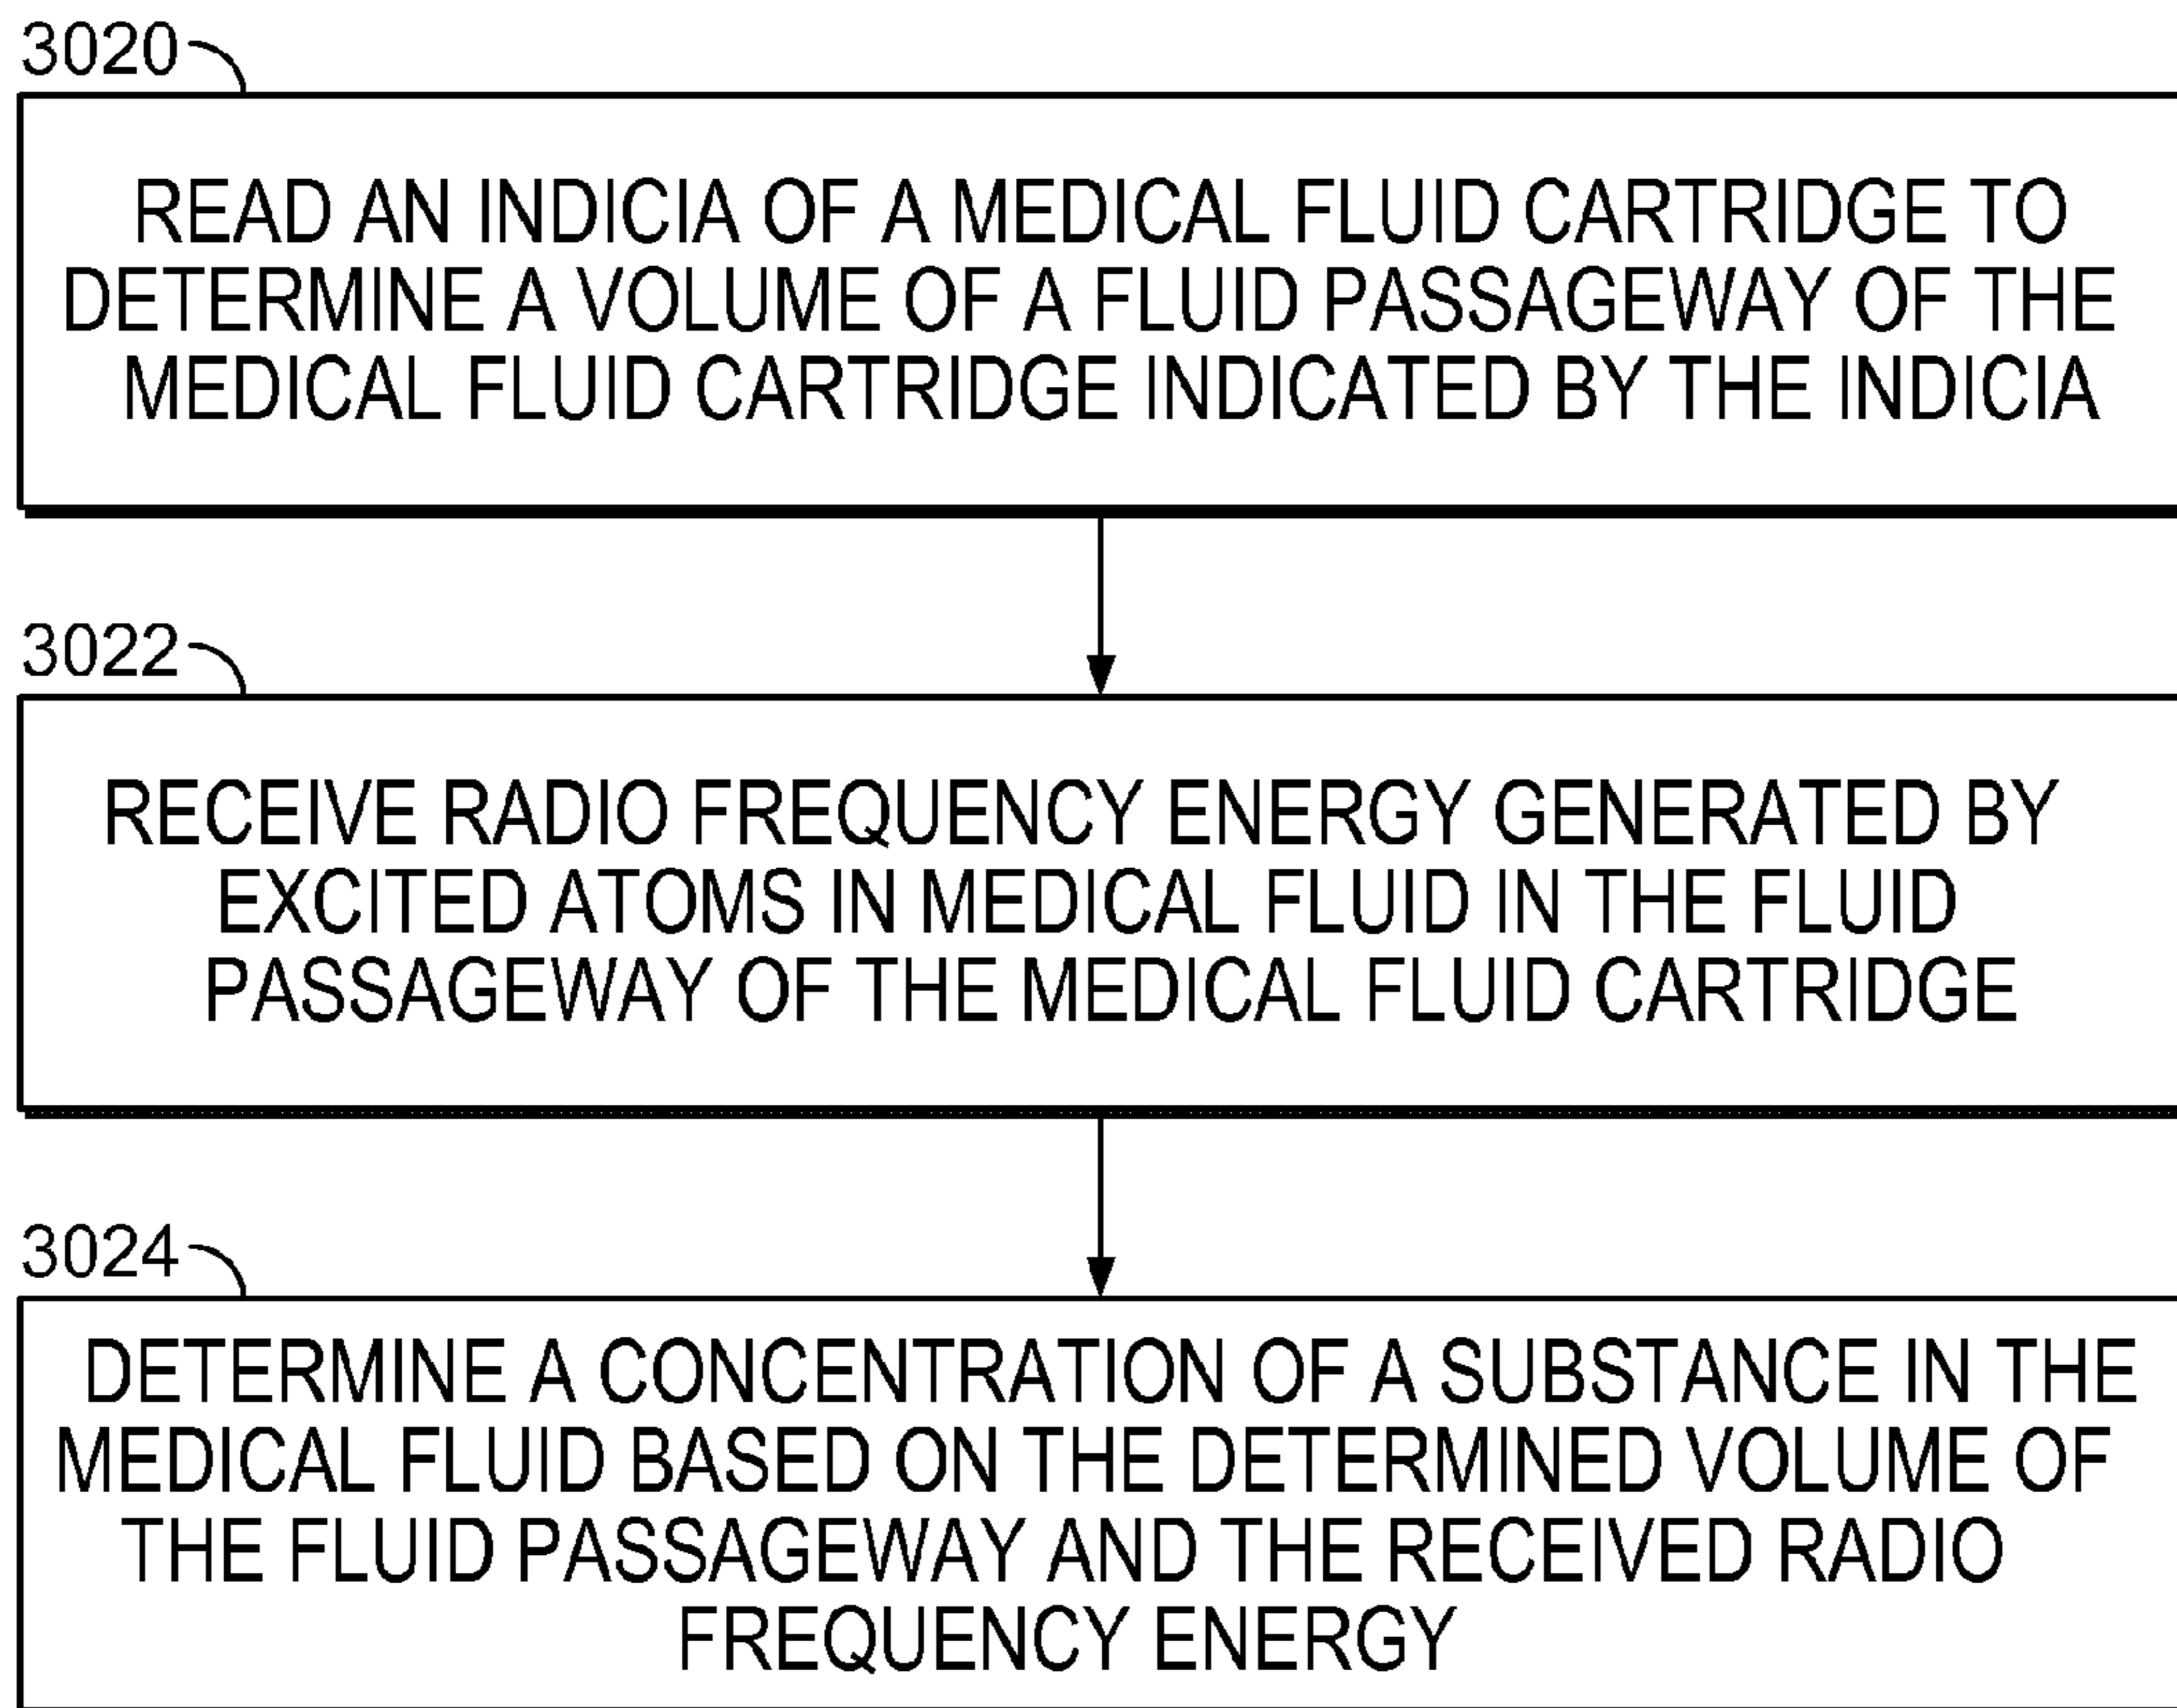 3020
READ AN INDICIA OF A MEDICAL FLUID CARTRIDGE TO
DETERMINE A VOLUME OF A FLUID PASSAGEWAY OF THE
MEDICAL FLUID CARTRIDGE INDICATED BY THE INDICIA
3022
RECEIVE RADIO FREQUENCY ENERGY GENERATED BY
EXCITED ATOMS IN MEDICAL FLUID IN THE FLUID
PASSAGEWAY OF THE MEDICAL FLUID CARTRIDGE
3024
DETERMINE A CONCENTRATION OF A SUBSTANCE IN THE
MEDICAL FLUID BASED ON THE DETERMINED VOLUME OF
THE FLUID PASSAGEWAY AND THE RECEIVED RADIO
FREQUENCY ENERGY